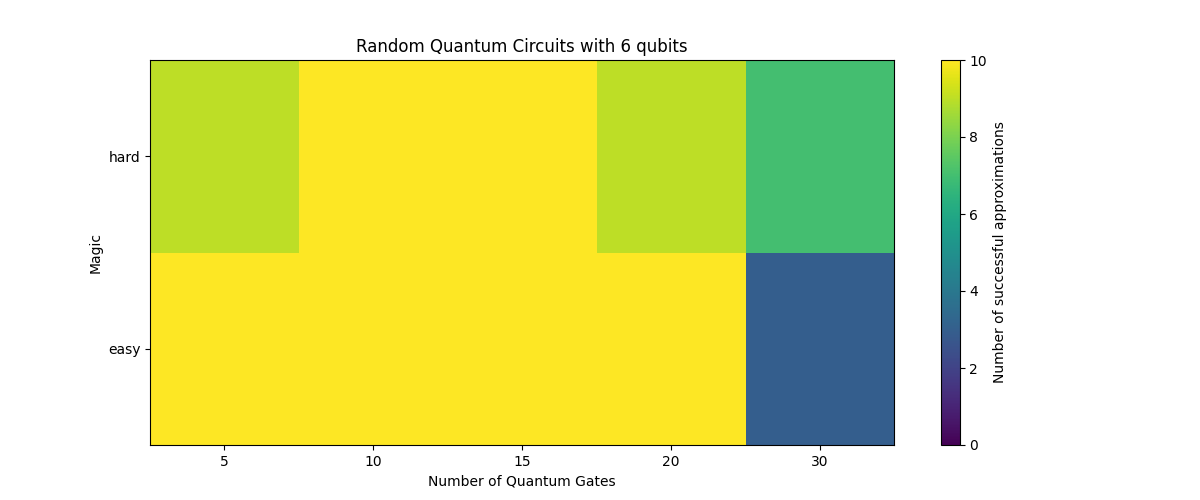 Random Quantum Circuits with 6 qubits
hard
easy
Magic
5 10 15 20 30
Number of Quantum Gates
10
8
6
4
2
0
Number of successful approximations